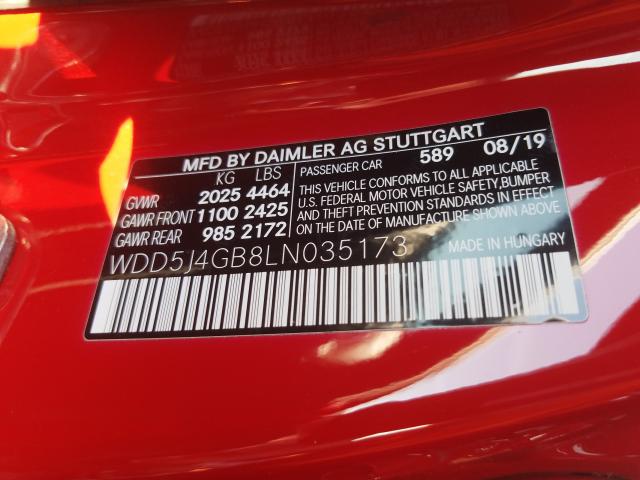 MFD BY DAIMLER AG STUTTGART
KG LBS PASSENGER CAR 589 08/19
GVWR 2025 4464
GAWR FRONT 1100 2425
GAWR REAR 985 2172
THIS VEHICLE CONFORMS TO ALL APPLICABLE
U.S. FEDERAL MOTOR VEHICLE SAFETY, BUMPER
AND THEFT PREVENTION STANDARDS IN EFFECT
ON THE DATE OF MANUFACTURE SHOWN ABOVE.
WDD5J4GB8LN035173 MADE IN HUNGARY